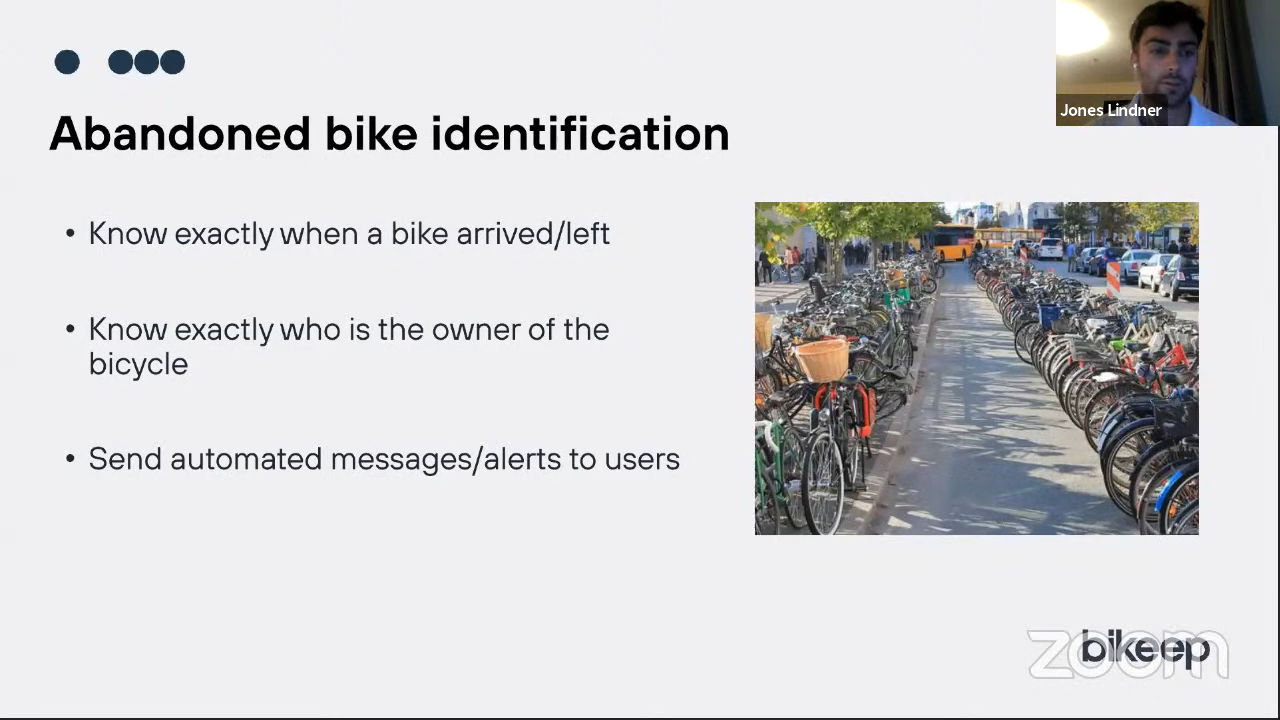 Jones Lindner
Abandoned bike identification
• Know exactly when a bike arrived/left
• Know exactly who is the owner of the
bicycle
• Send automated messages/alerts to users
bikeep
zoom